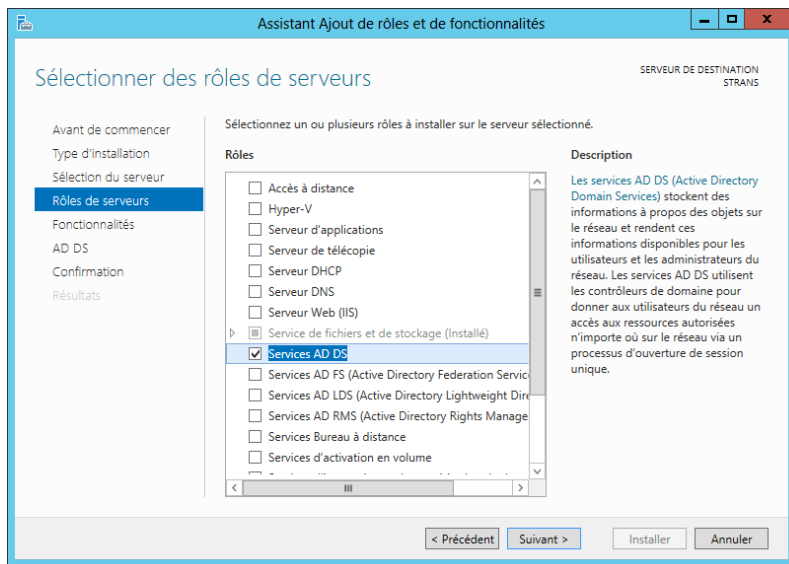 Assistant Ajout de rôles et de fonctionnalités
Sélectionner des rôles de serveurs
SERVEUR DE DESTINATION
STRANS
Avant de commencer
Type d'installation
Sélection du serveur
Rôles de serveurs
Fonctionnalités
AD DS
Confirmation
Résultats
Sélectionnez un ou plusieurs rôles à installer sur le serveur sélectionné.
Rôles
Accès à distance
Hyper-V
Serveur d'applications
Serveur de télécopie
Serveur DHCP
Serveur DNS
Serveur Web (IIS)
Service de fichiers et de stockage (Installé)
Services AD DS
Services AD FS (Active Directory Federation Service
Services AD LDS (Active Directory Lightweight Dire
Services AD RMS (Active Directory Rights Manage
Services Bureau à distance
Services d'activation en volume
Description
Les services AD DS (Active Directory
Domain Services) stockent des
informations à propos des objets sur
le réseau et rendent ces
informations disponibles pour les
utilisateurs et les administrateurs du
réseau. Les services AD DS utilisent
les contrôleurs de domaine pour
donner aux utilisateurs du réseau un
accès aux ressources autorisées
n'importe où sur le réseau via un
processus d'ouverture de session
unique.
< Précédent
Suivant >
Installer
Annuler